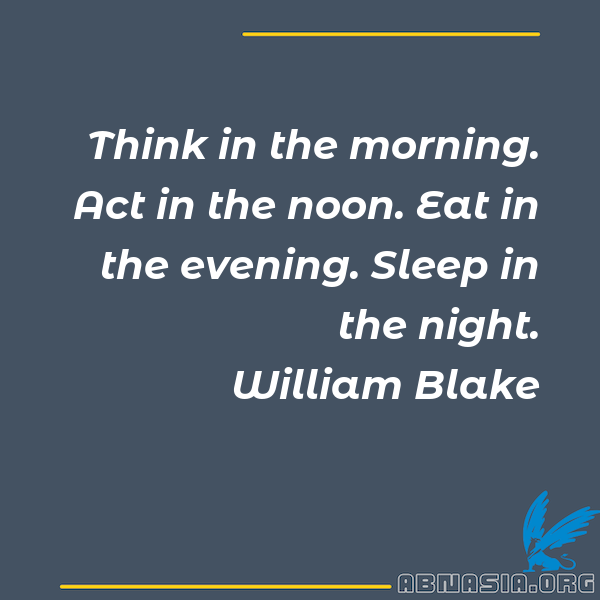 Think in the morning.
Act in the noon. Eat in
the evening. Sleep in
the night.
William Blake
ABNASIA.ORG